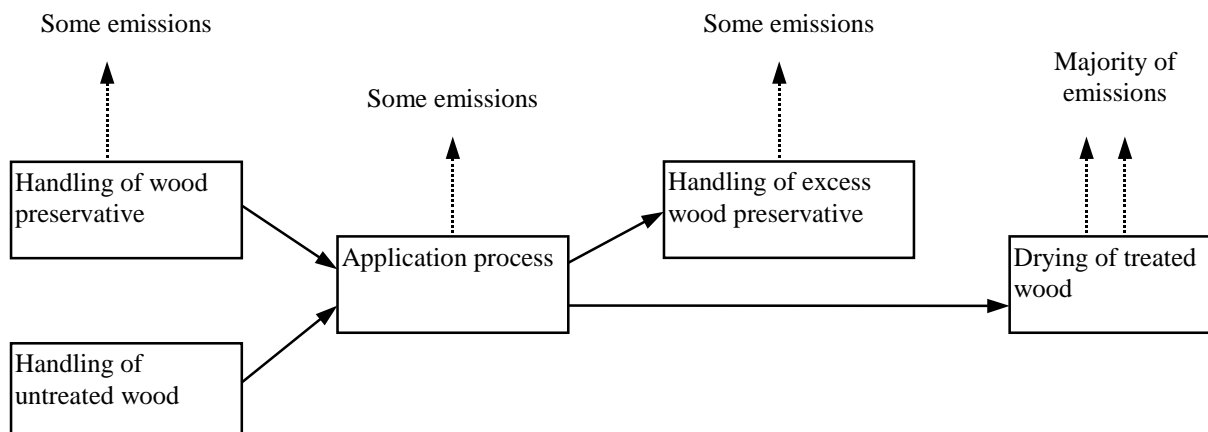 Some emissions
Some emissions
Some emissions
Majority of
emissions
Handling of wood
preservative
Handling of excess
wood preservative
Application process
Drying of treated
wood
Handling of
untreated wood